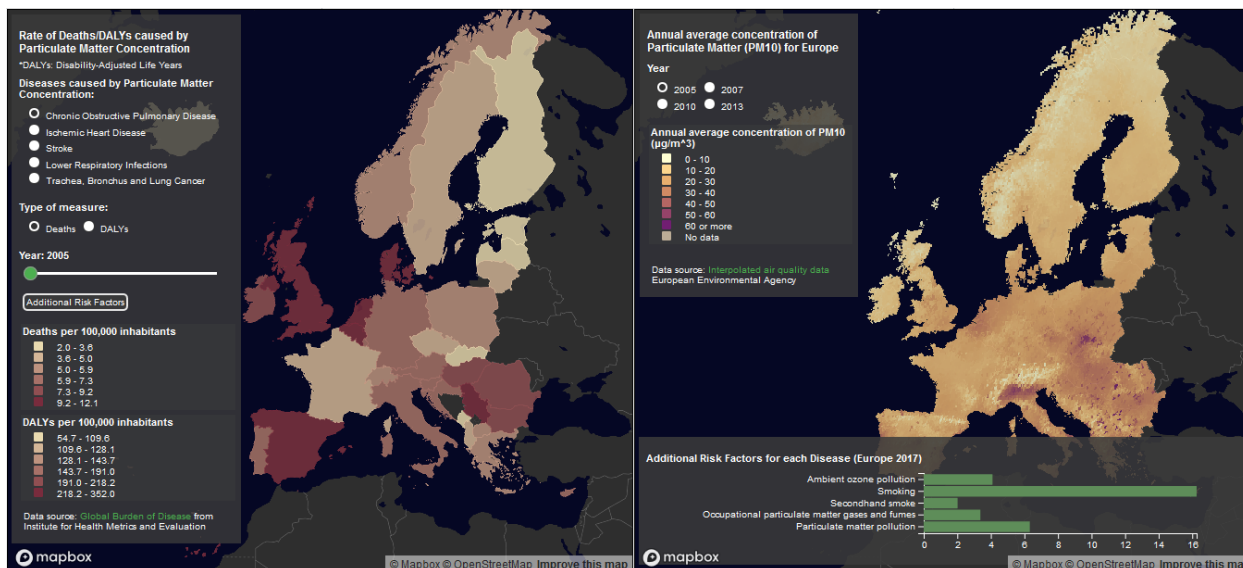 Rate of Deaths/DALYs caused by
Particulate Matter Concentration
*DALYs: Disability-Adjusted Life Years
Diseases caused by Particulate Matter
Concentration:
Chronic Obstructive Pulmonary Disease
Ischemic Heart Disease
Stroke
Lower Respiratory Infections
Trachea, Bronchus and Lung Cancer
Type of measure:
Deaths DALYs
Year: 2005
Additional Risk Factors
Deaths per 100,000 inhabitants
2.0 - 3.6
3.6 - 5.0
5.0 - 5.9
5.9 - 7.3
7.3 - 9.2
9.2 - 12.1
DALYs per 100,000 inhabitants
54.7 - 109.6
109.6 - 128.1
128.1 - 143.7
143.7 - 191.0
191.0 - 218.2
218.2 - 352.0
Data source: Global Burden of Disease from
Institute for Health Metrics and Evaluation
mapbox
© Mapbox © OpenStreetMap Improve this map
Annual average concentration of
Particulate Matter (PM10) for Europe
Year
2005 2007
2010 2013
Annual average concentration of PM10
(µg/m^3)
0 - 10
10 - 20
20 - 30
30 - 40
40 - 50
50 - 60
60 or more
No data
Data source: Interpolated air quality data
European Environmental Agency
Additional Risk Factors for each Disease (Europe 2017)
Ambient ozone pollution
Smoking
Secondhand smoke
Occupational particulate matter gases and fumes
Particulate matter pollution
0 2 4 6 8 10 12 14 16
mapbox
© Mapbox © OpenStreetMap Improve this map